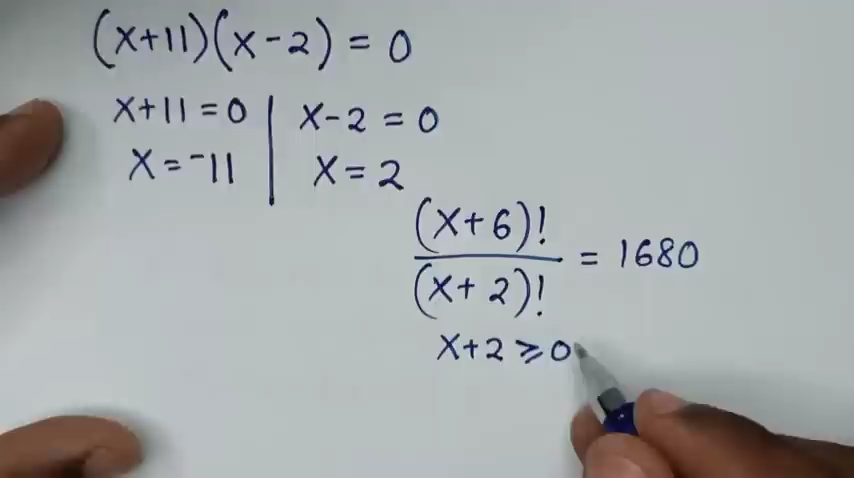 (x+11)(x-2) = 0
x+11 = 0 | x-2 = 0
x = ⁻11 | x = 2
(x+6)!
/ (x+2)! = 1680
x+2 ⩾ 0